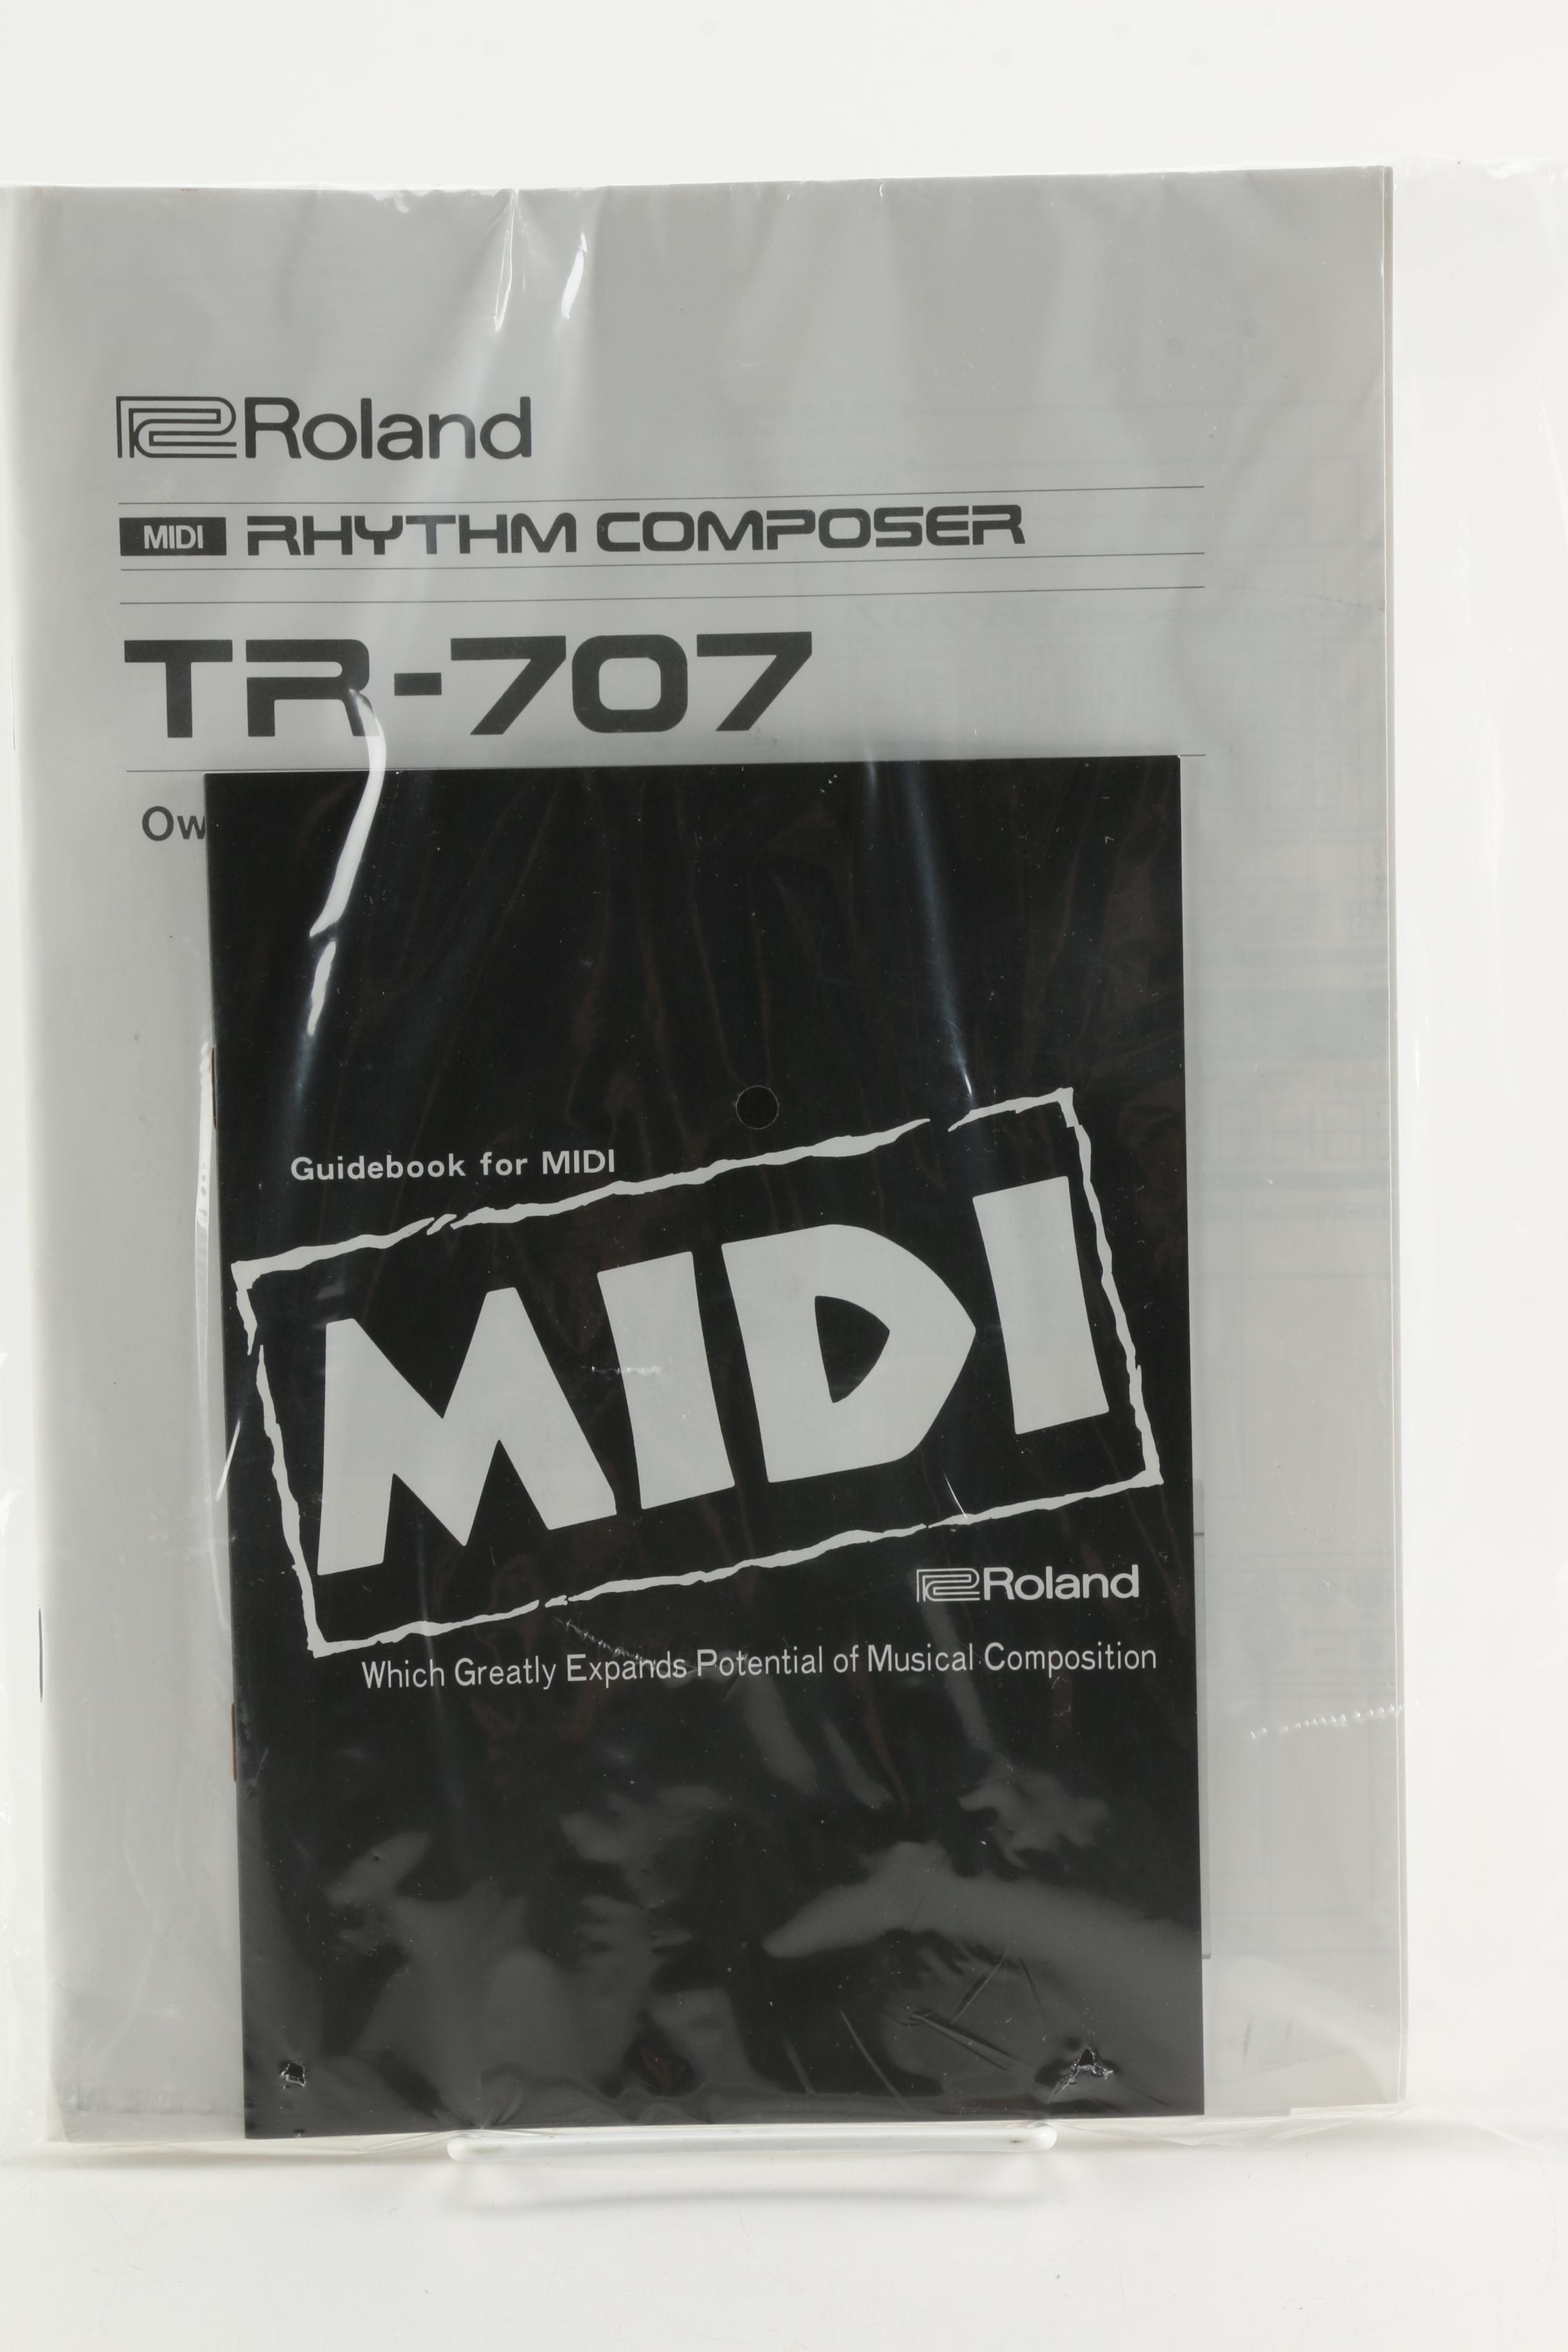 Roland
MIDI RHYTHM COMPOSER
TR-707
Ow
Guidebook for MIDI
MIDI
Roland
Which Greatly Expands Potential of Musical Composition